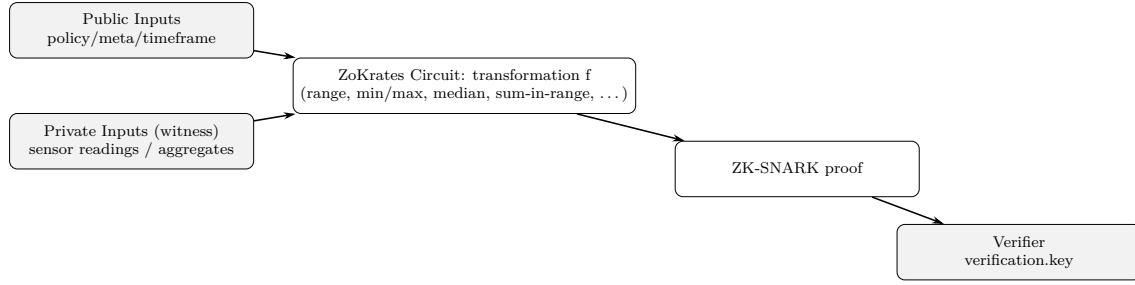 Public Inputs
policy/meta/timeframe
ZoKrates Circuit: transformation f
(range, min/max, median, sum-in-range, ...)
Private Inputs (witness)
sensor readings / aggregates
ZK-SNARK proof
Verifier
verification.key